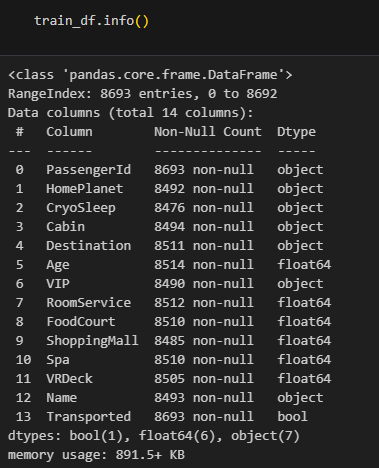 train_df.info()
<class 'pandas.core.frame.DataFrame'>
RangeIndex: 8693 entries, 0 to 8692
Data columns (total 14 columns):
 #   Column        Non-Null Count  Dtype
---  ------        --------------  -----
 0   PassengerId   8693 non-null   object
 1   HomePlanet    8492 non-null   object
 2   CryoSleep     8476 non-null   object
 3   Cabin         8494 non-null   object
 4   Destination   8511 non-null   object
 5   Age           8514 non-null   float64
 6   VIP           8490 non-null   object
 7   RoomService   8512 non-null   float64
 8   FoodCourt     8510 non-null   float64
 9   ShoppingMall  8485 non-null   float64
 10  Spa           8510 non-null   float64
 11  VRDeck        8505 non-null   float64
 12  Name          8493 non-null   object
 13  Transported   8693 non-null   bool
dtypes: bool(1), float64(6), object(7)
memory usage: 891.5+ KB